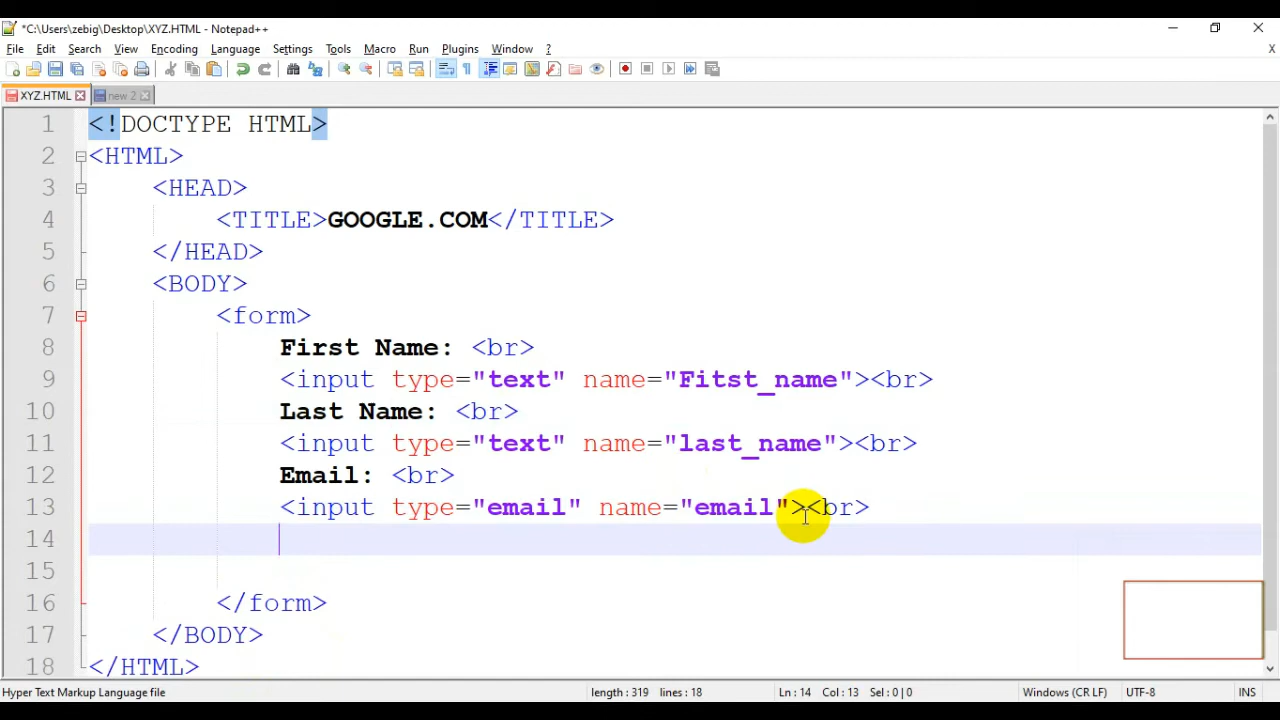 *C:\Users\zebig\Desktop\XYZ.HTML - Notepad++
File Edit Search View Encoding Language Settings Tools Macro Run Plugins Window ? X
XYZ.HTML new 2
1 <!DOCTYPE HTML>
2 <HTML>
3 <HEAD>
4 <TITLE>GOOGLE.COM</TITLE>
5 </HEAD>
6 <BODY>
7 <form>
8 First Name: <br>
9 <input type="text" name="Fitst_name"><br>
10 Last Name: <br>
11 <input type="text" name="last_name"><br>
12 Email: <br>
13 <input type="email" name="email"><br>
14
15
16 </form>
17 </BODY>
18 </HTML>
Hyper Text Markup Language file length : 319 lines : 18 Ln : 14 Col : 13 Sel : 0 | 0 Windows (CR LF) UTF-8 INS